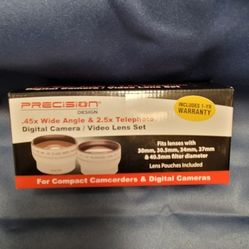 PRECISION
DESIGN
.45x Wide Angle & 2.5x Telephoto
Digital Camera / Video Lens Set
INCLUDES 1-YR
WARRANTY
Fits lenses with
30mm, 30.5mm, 34mm, 37mm
& 40.5mm filter diameter
Lens Pouches Included
For Compact Camcorders & Digital Cameras